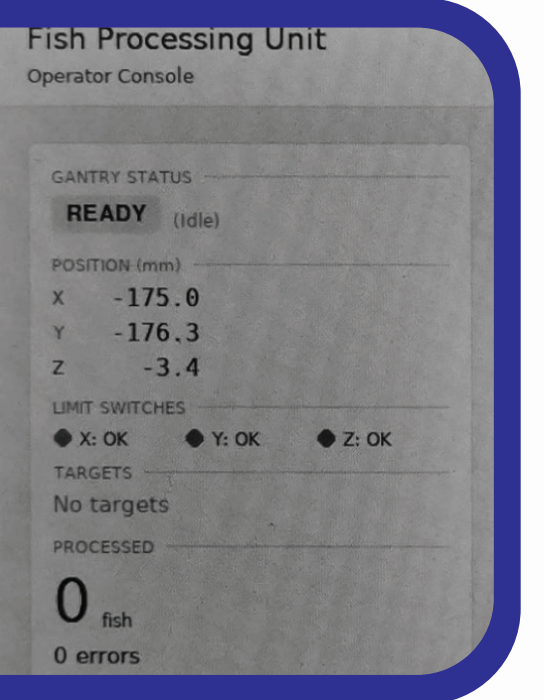 Fish Processing Unit
Operator Console
GANTRY STATUS
READY (Idle)
POSITION (mm)
X -175.0
Y -176.3
Z -3.4
LIMIT SWITCHES
X: OK Y: OK Z: OK
TARGETS
No targets
PROCESSED
0 fish
0 errors